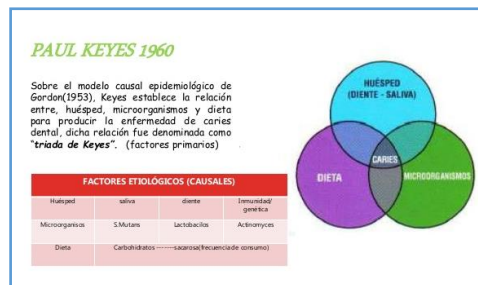 PAUL KEYES 1960
Sobre el modelo causal epidemiológico de
Gordon(1953), Keyes establece la relación
entre, huésped, microorganismos y dieta
para producir la enfermedad de caries
dental, dicha relación fue denominada como
"triada de Keyes". (factores primarios)
FACTORES ETIOLÓGICOS (CAUSALES)
Huésped saliva diente Inmunidad/
genética
Microorganisos S.Mutans Lactobacilos Actinomyces
Dieta Carbohidratos --------sacarosa(frecuencia de consumo)
HUÉSPED
(DIENTE - SALIVA)
CARIES
DIETA
MICROORGANISMOS